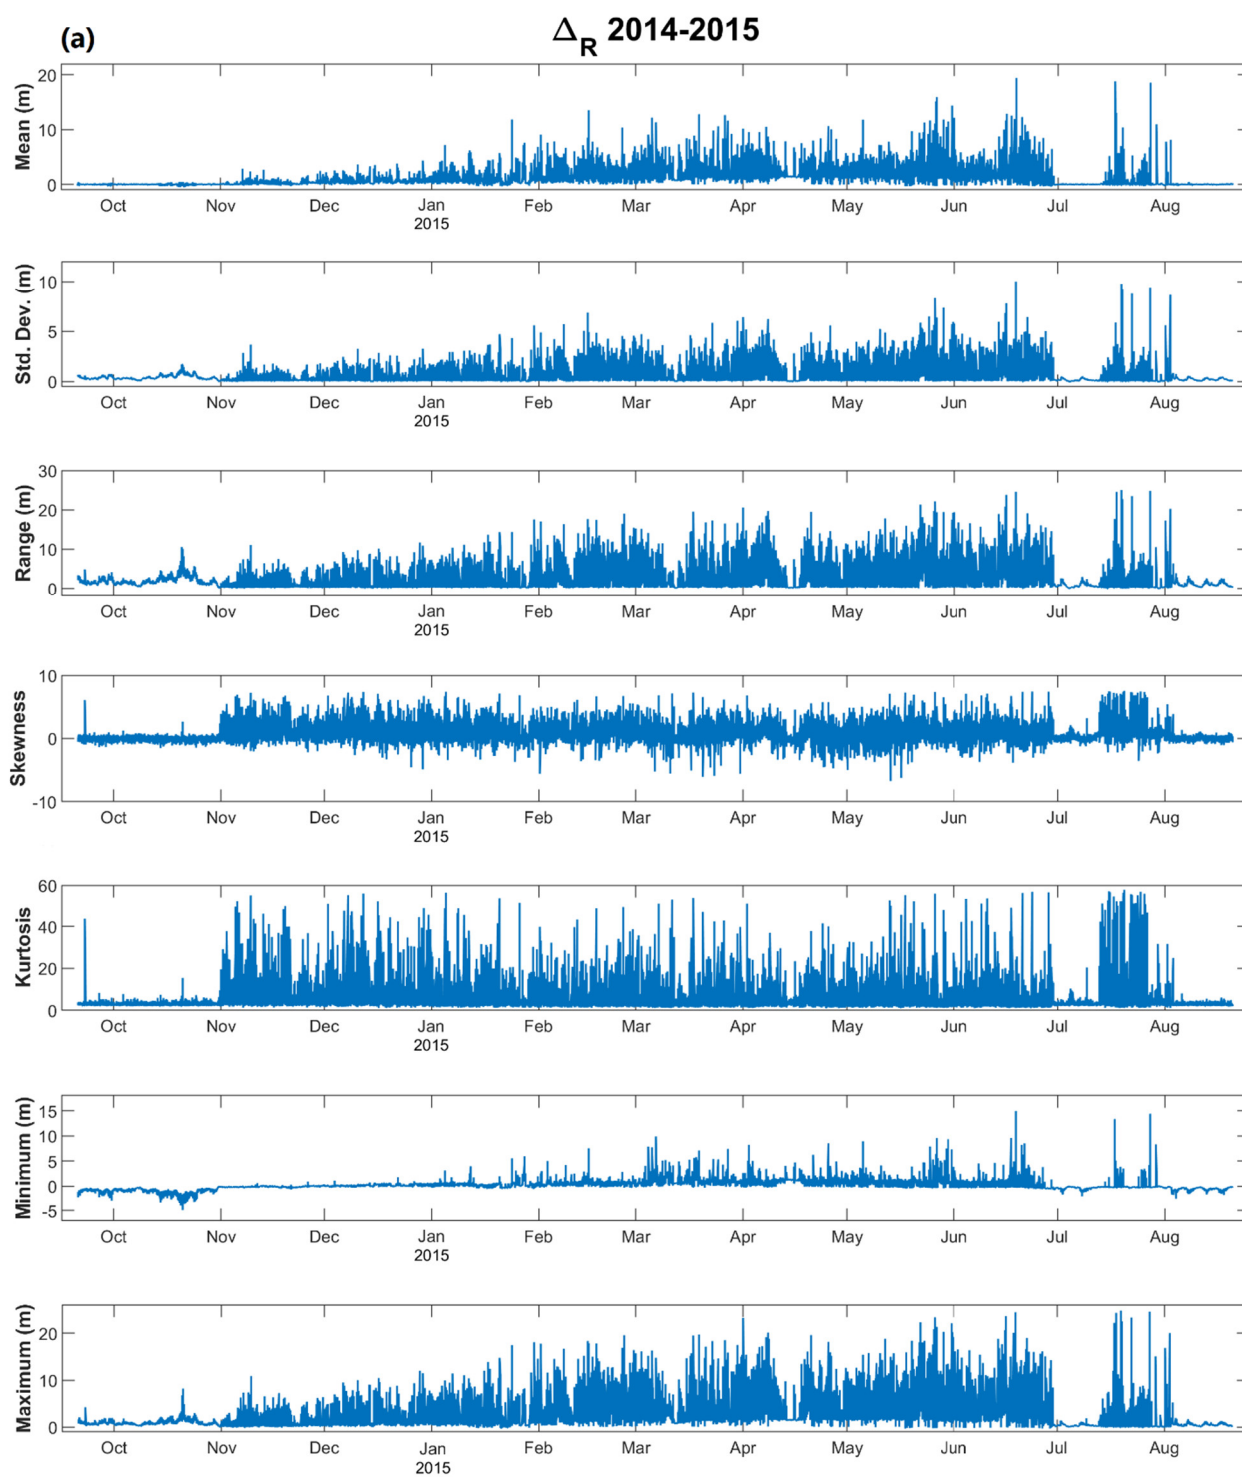 (a)
Δ_R 2014-2015
Mean (m)
20
10
0
Oct Nov Dec Jan Feb Mar Apr May Jun Jul Aug
2015
Std. Dev. (m)
10
5
0
Oct Nov Dec Jan Feb Mar Apr May Jun Jul Aug
2015
Range (m)
30
20
10
0
Oct Nov Dec Jan Feb Mar Apr May Jun Jul Aug
2015
Skewness
10
0
-10
Oct Nov Dec Jan Feb Mar Apr May Jun Jul Aug
2015
Kurtosis
60
40
20
0
Oct Nov Dec Jan Feb Mar Apr May Jun Jul Aug
2015
Minimum (m)
15
10
5
0
-5
Oct Nov Dec Jan Feb Mar Apr May Jun Jul Aug
2015
Maximum (m)
20
10
0
Oct Nov Dec Jan Feb Mar Apr May Jun Jul Aug
2015